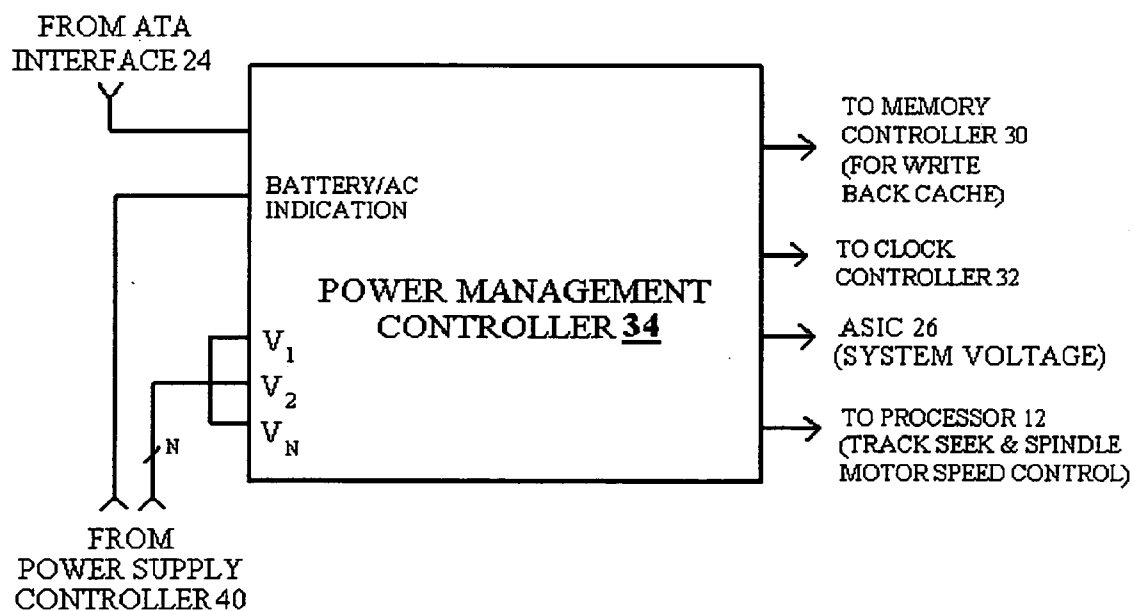 FROM ATA
INTERFACE 24
BATTERY/AC
INDICATION
POWER MANAGEMENT
CONTROLLER 34
V1
V2
VN
N
FROM
POWER SUPPLY
CONTROLLER 40
TO MEMORY
CONTROLLER 30
(FOR WRITE
BACK CACHE)
TO CLOCK
CONTROLLER 32
ASIC 26
(SYSTEM VOLTAGE)
TO PROCESSOR 12
(TRACK SEEK & SPINDLE
MOTOR SPEED CONTROL)